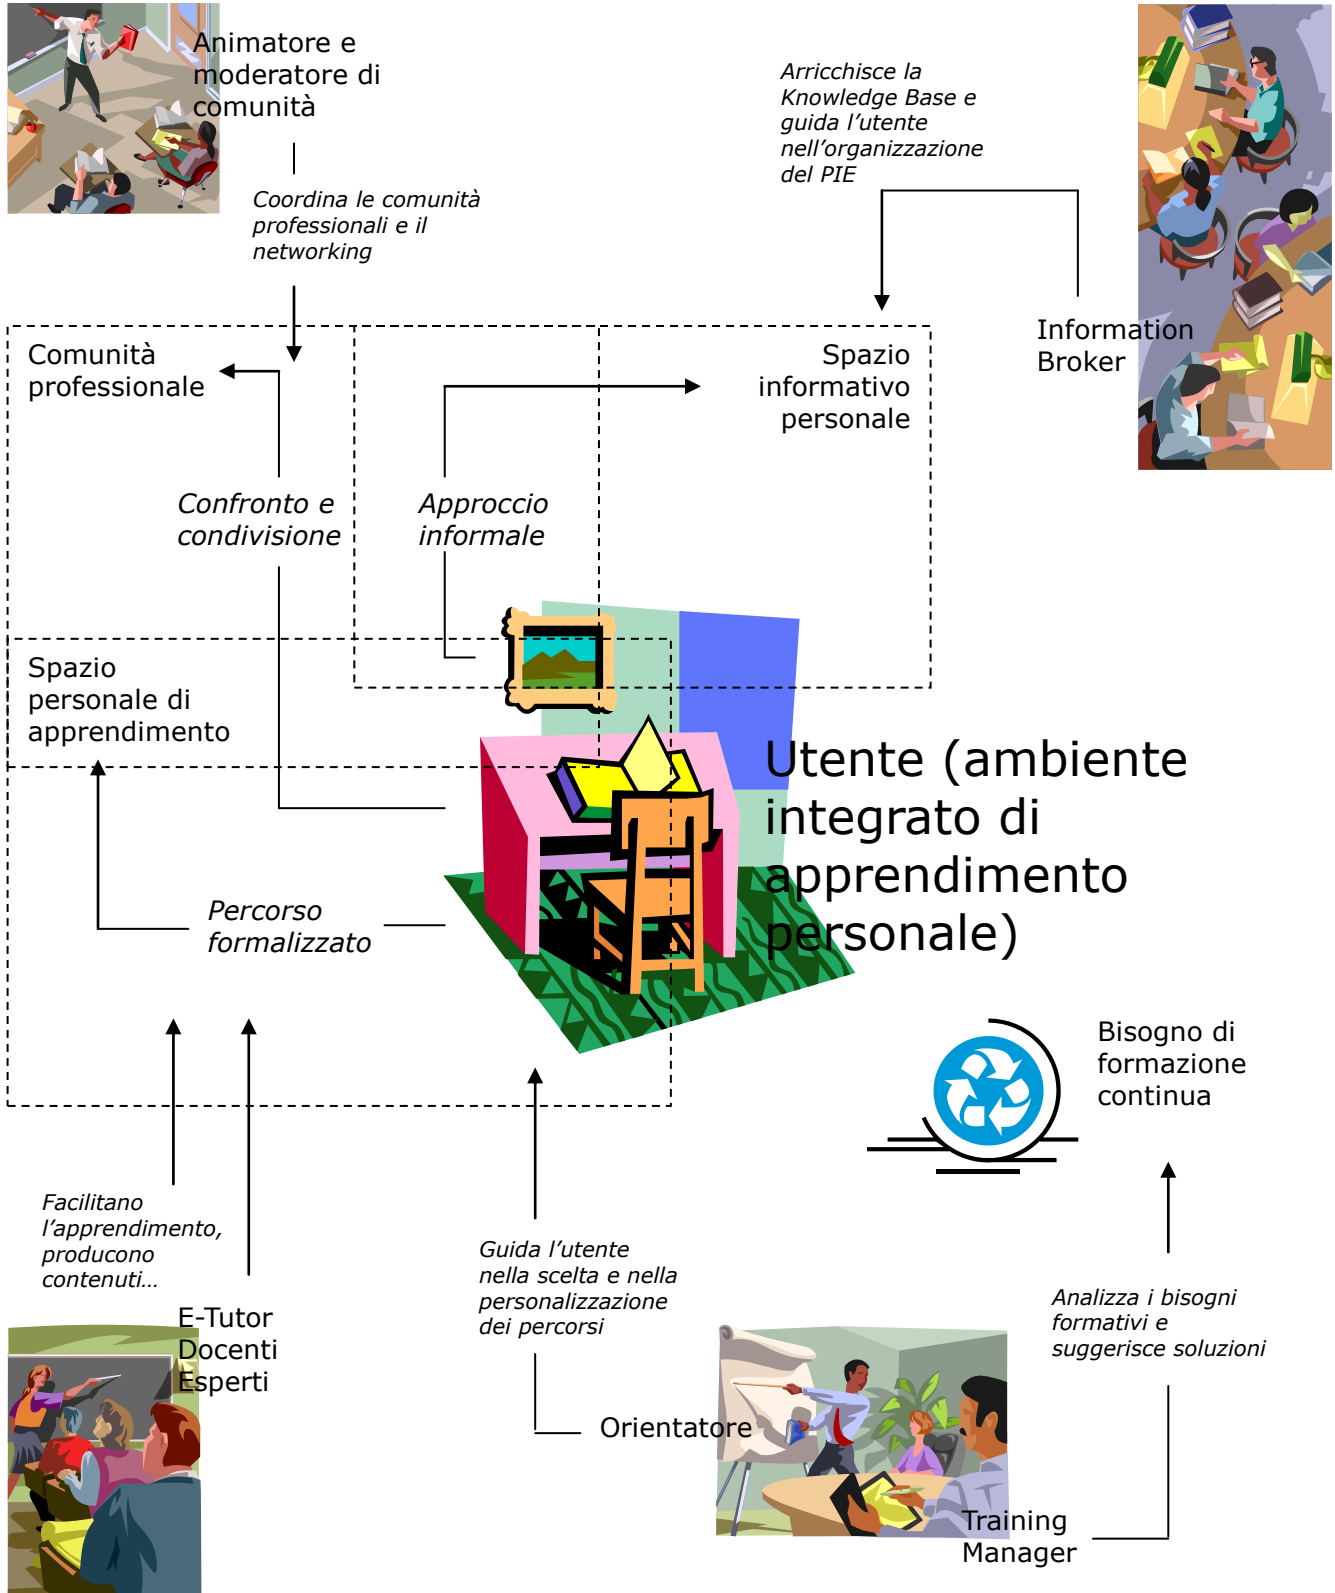 Animatore e
moderatore di
comunità
Coordina le comunità
professionali e il
networking
Arricchisce la
Knowledge Base e
guida l’utente
nell’organizzazione
del PIE
Information
Broker
Comunità
professionale
Spazio
informativo
personale
Confronto e
condivisione
Approccio
informale
Spazio
personale di
apprendimento
Utente (ambiente
integrato di
apprendimento
personale)
Percorso
formalizzato
Bisogno di
formazione
continua
Facilitano
l’apprendimento,
producono
contenuti…
E-Tutor
Docenti
Esperti
Guida l’utente
nella scelta e nella
personalizzazione
dei percorsi
Orientatore
Analizza i bisogni
formativi e
suggerisce soluzioni
Training
Manager